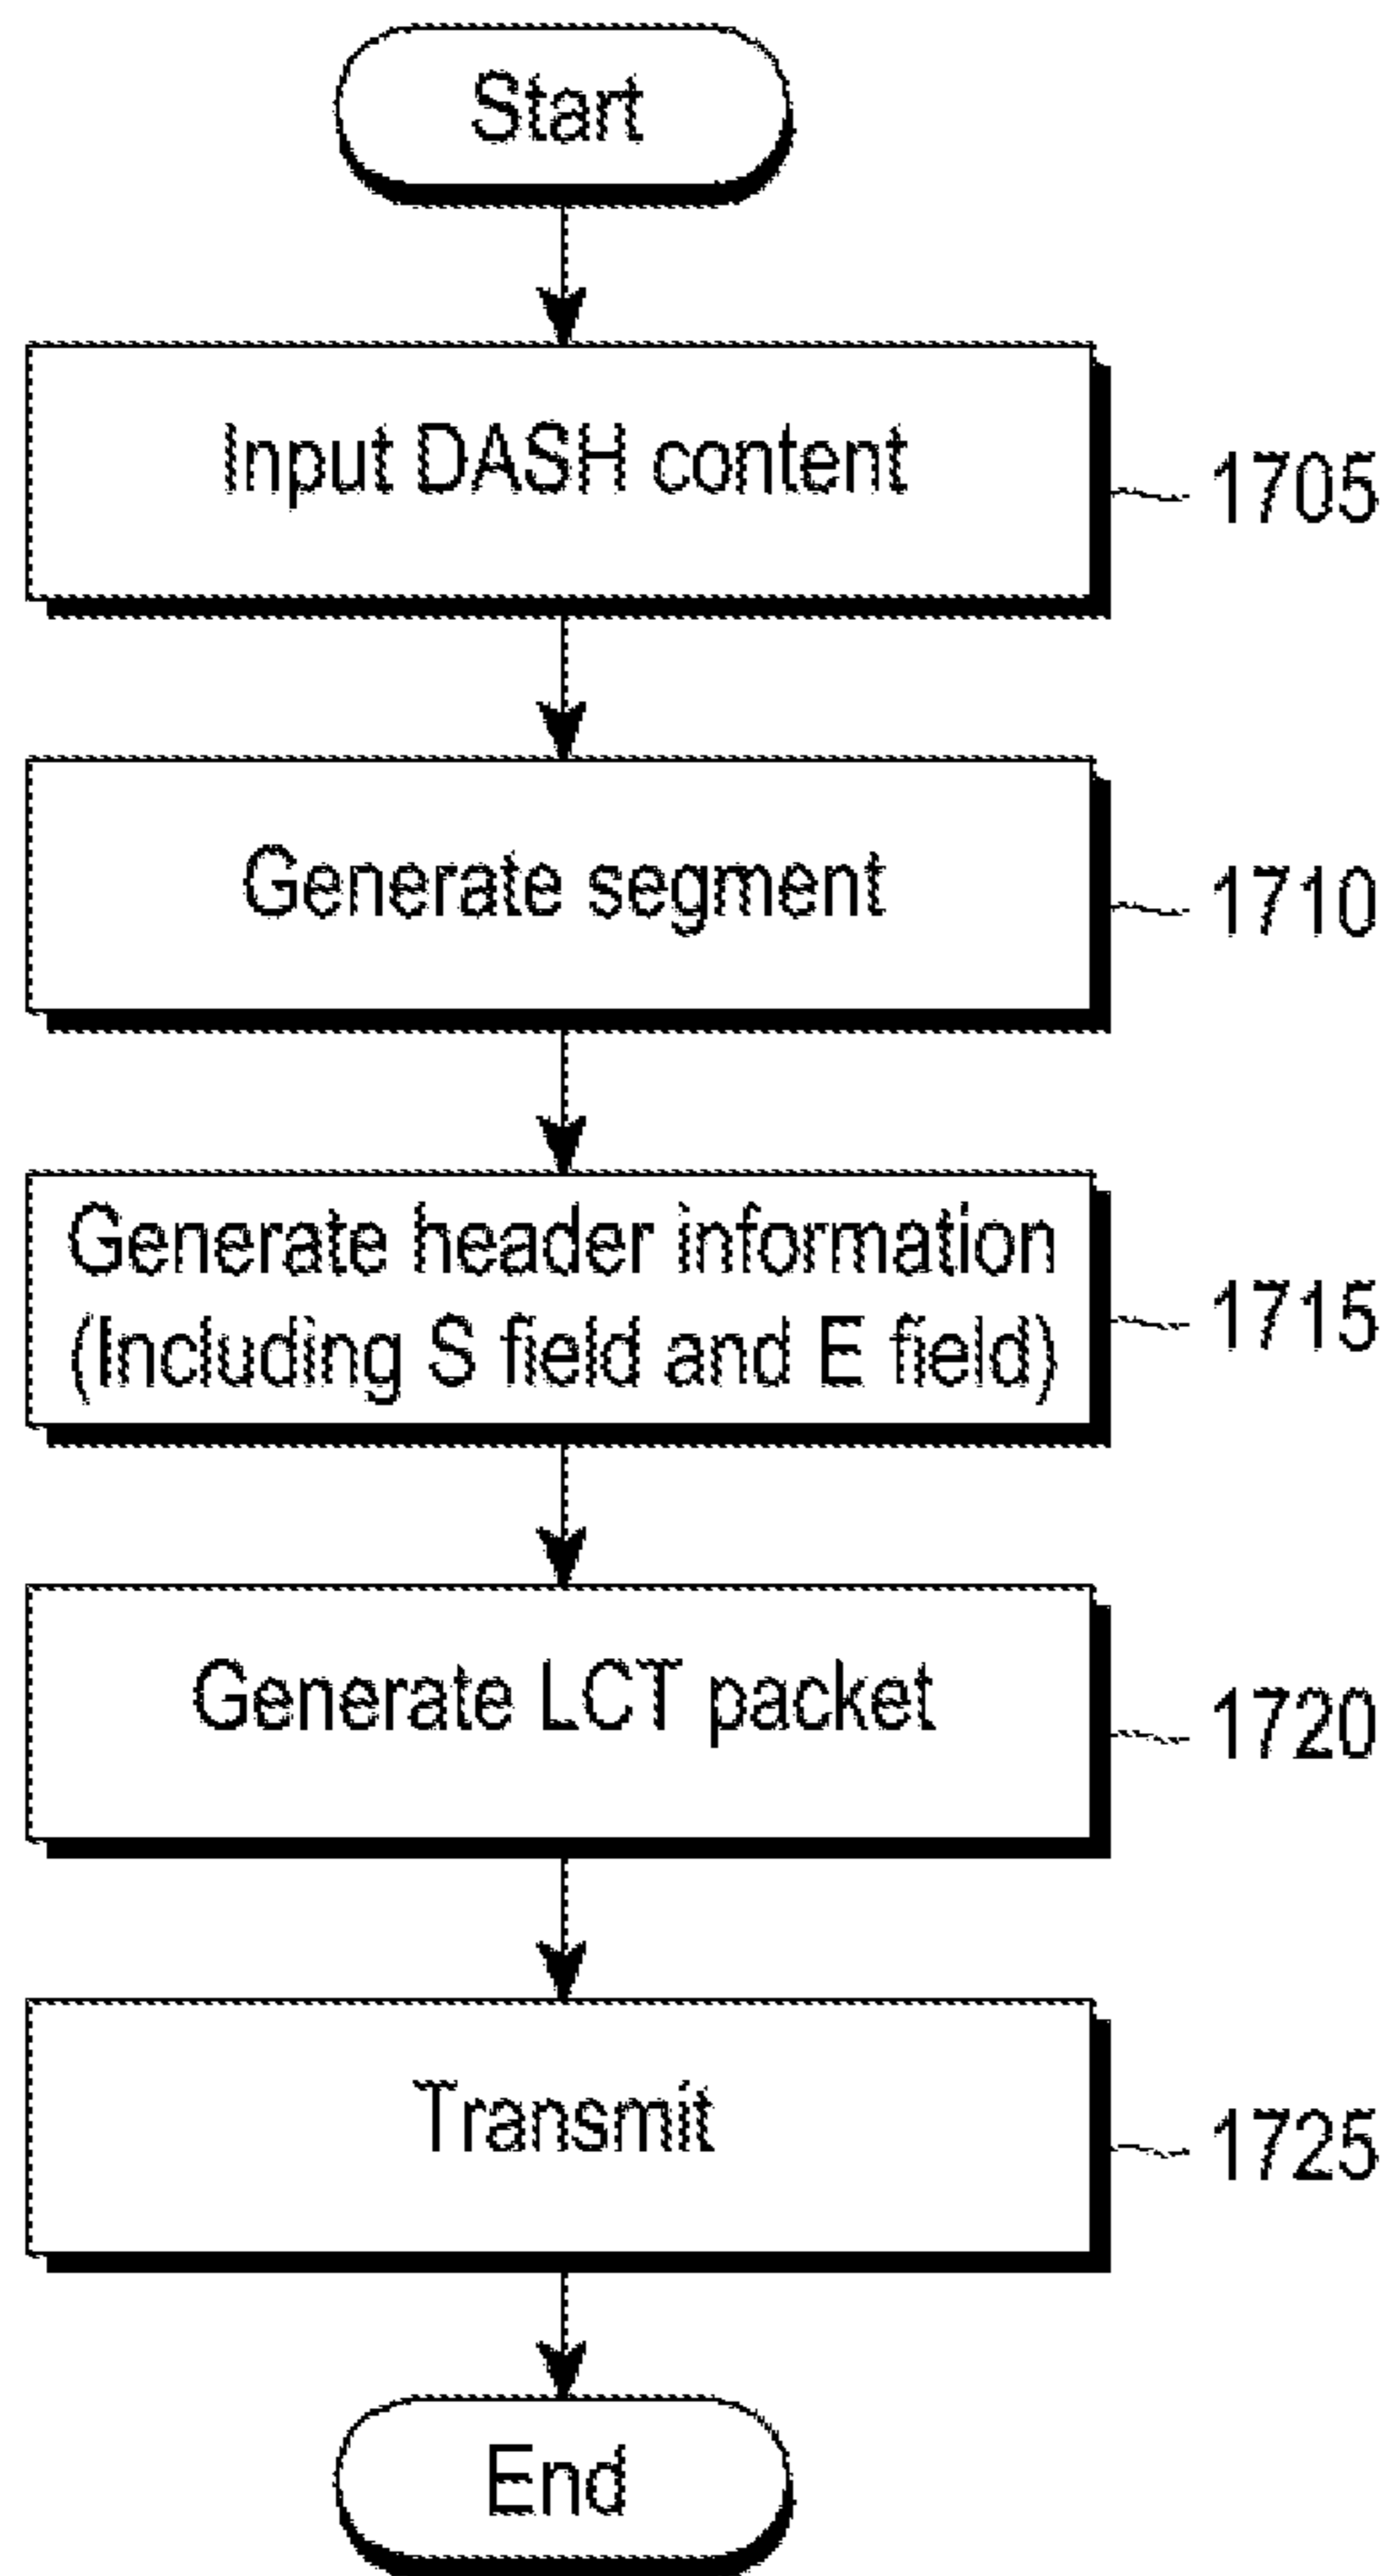 Start
Input DASH content
1705
Generate segment
1710
Generate header information
(Including S field and E field)
1715
Generate LCT packet
1720
Transmit
1725
End